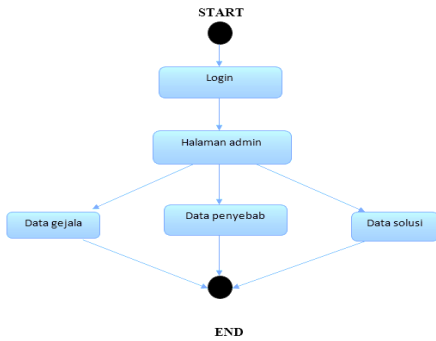 START
Login
Halaman admin
Data gejala
Data penyebab
Data solusi
END